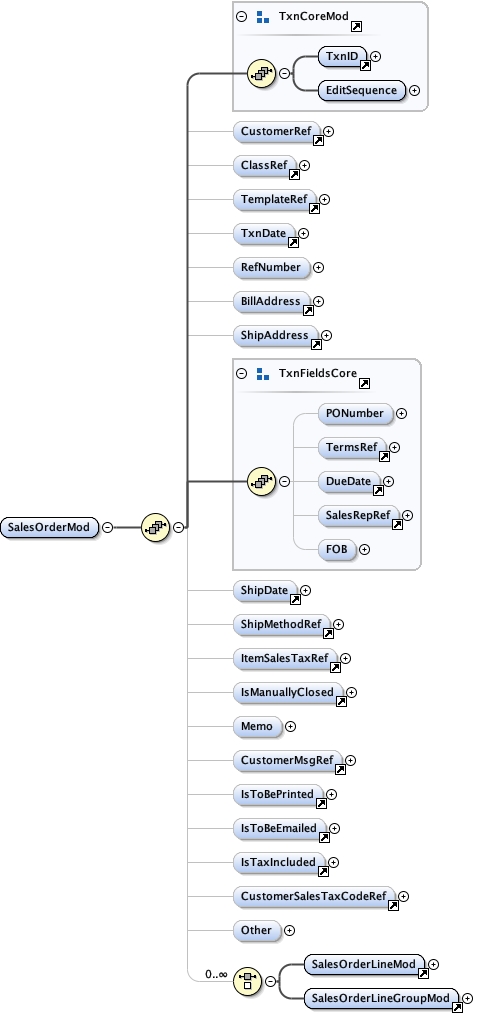 TxnCoreMod
TxnID
EditSequence
CustomerRef
ClassRef
TemplateRef
TxnDate
RefNumber
BillAddress
ShipAddress
TxnFieldsCore
PONumber
TermsRef
DueDate
SalesRepRef
FOB
SalesOrderMod
ShipDate
ShipMethodRef
ItemSalesTaxRef
IsManuallyClosed
Memo
CustomerMsgRef
IsToBePrinted
IsToBeEmailed
IsTaxIncluded
CustomerSalesTaxCodeRef
Other
0..∞
SalesOrderLineMod
SalesOrderLineGroupMod